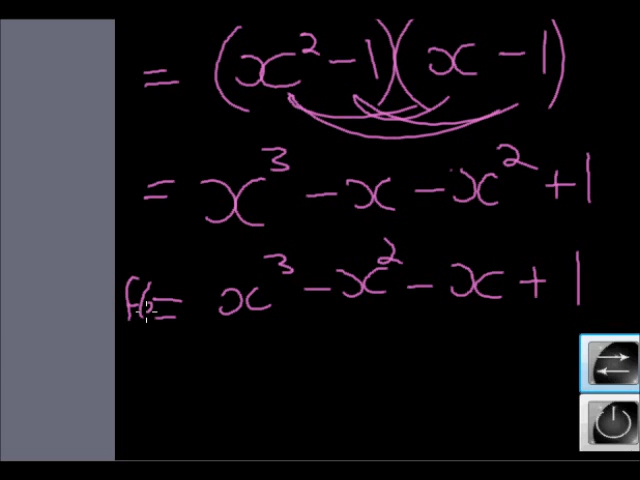 = (x² - 1)(x - 1)
= x³ - x - x² + 1
f(= x³ - x² - x + 1